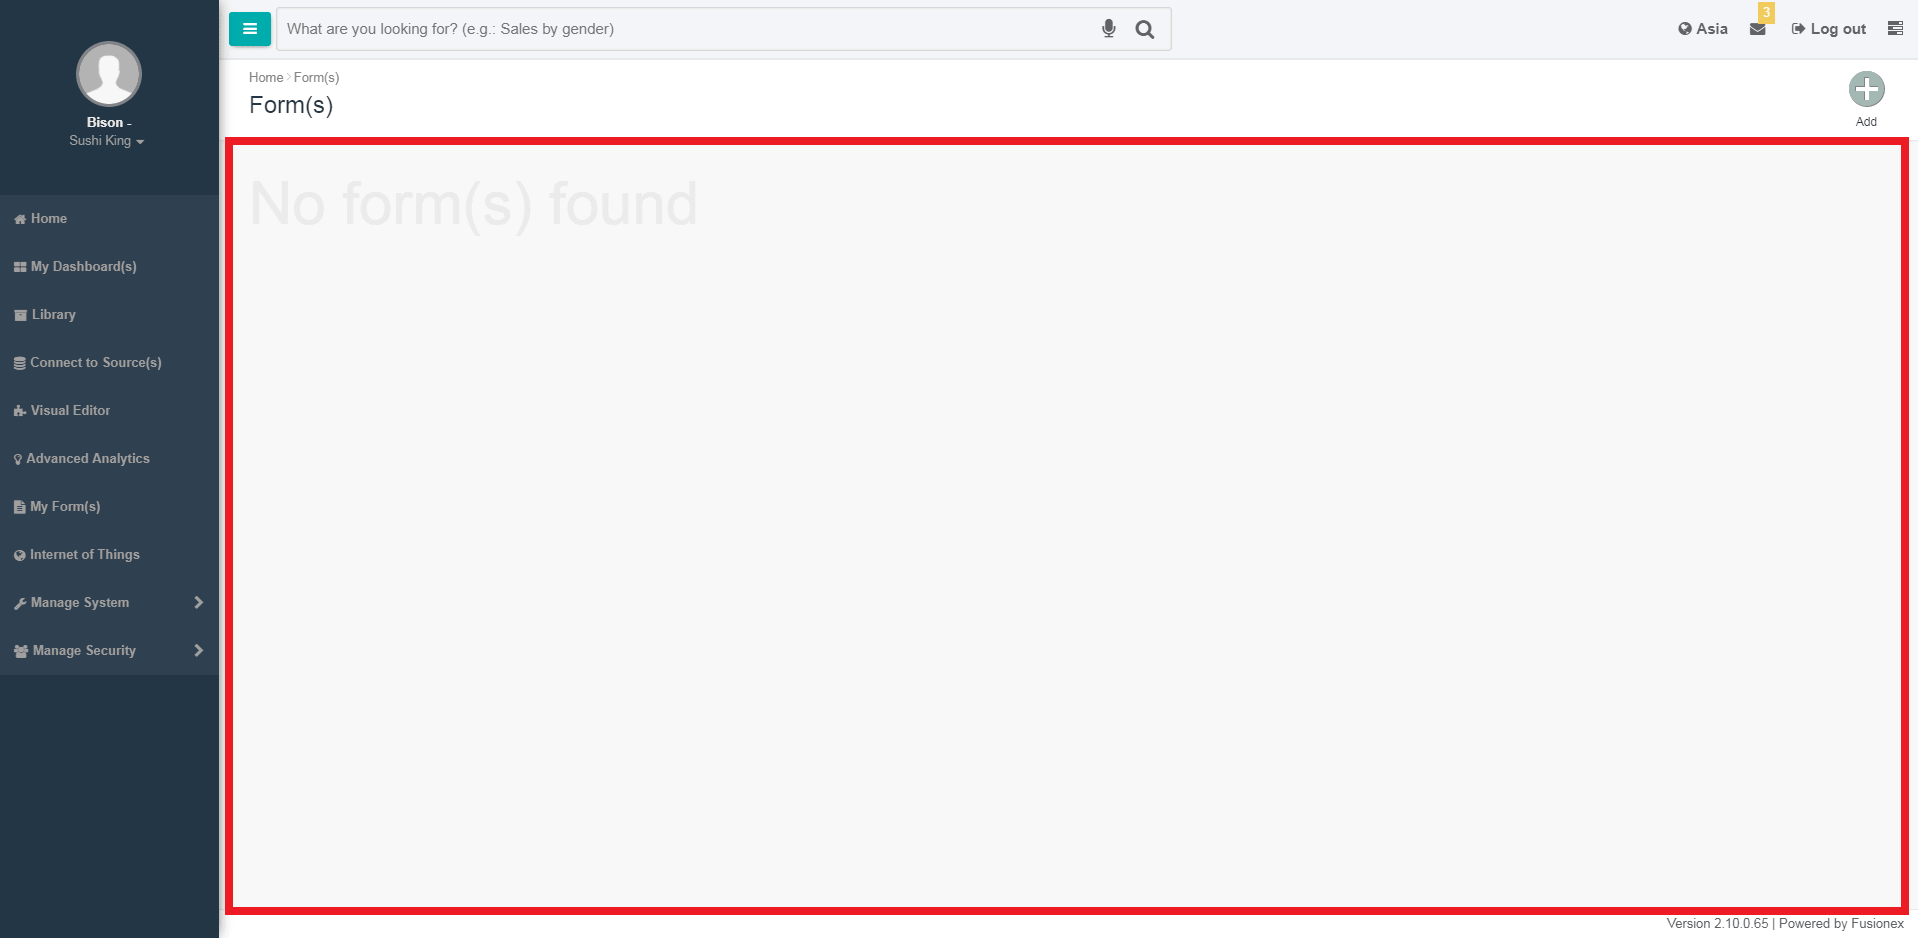 Bison -
Sushi King
Home
My Dashboard(s)
Library
Connect to Source(s)
Visual Editor
Advanced Analytics
My Form(s)
Internet of Things
Manage System
Manage Security
What are you looking for? (e.g.: Sales by gender)
Asia
3
Log out
Home › Form(s)
Form(s)
Add
No form(s) found
Version 2.10.0.65 | Powered by Fusionex